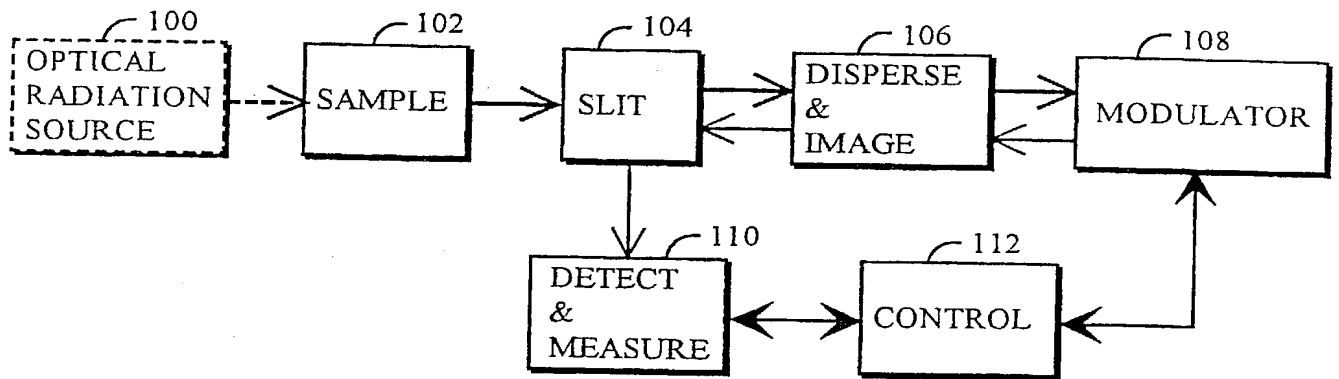 100
OPTICAL
RADIATION
SOURCE
102
SAMPLE
104
SLIT
106
DISPERSE
&
IMAGE
108
MODULATOR
110
DETECT
&
MEASURE
112
CONTROL